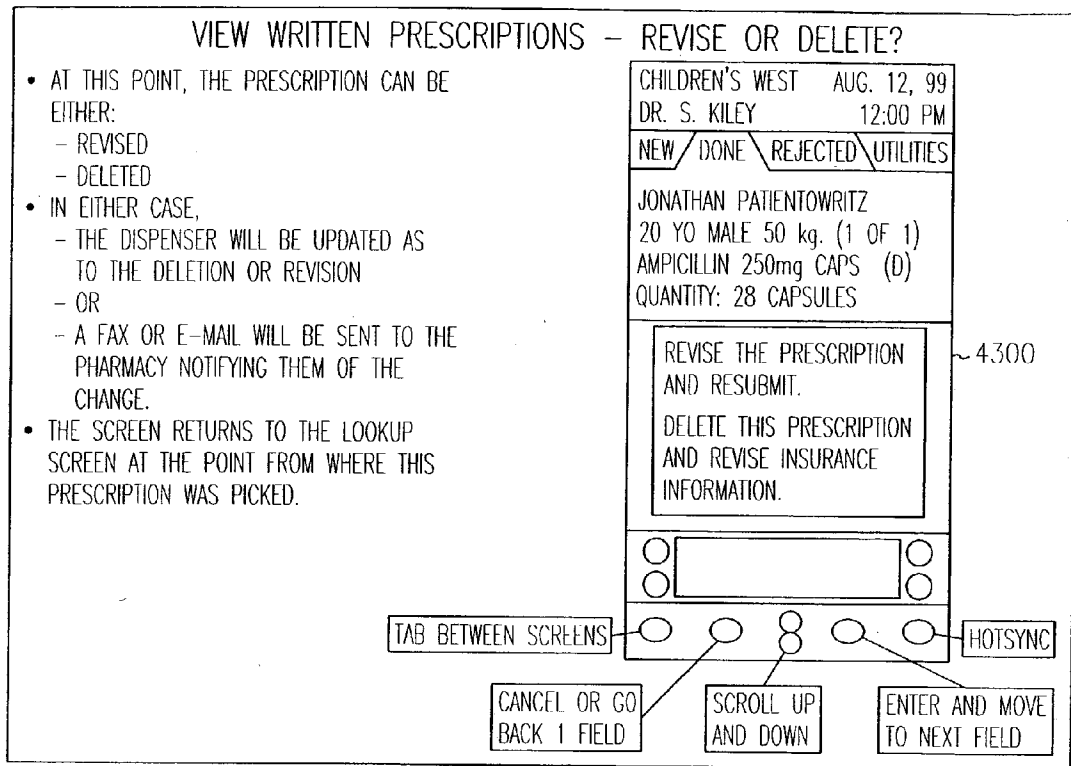 VIEW WRITTEN PRESCRIPTIONS – REVISE OR DELETE?
• AT THIS POINT, THE PRESCRIPTION CAN BE
EITHER:
– REVISED
– DELETED
• IN EITHER CASE,
– THE DISPENSER WILL BE UPDATED AS
TO THE DELETION OR REVISION
– OR
– A FAX OR E-MAIL WILL BE SENT TO THE
PHARMACY NOTIFYING THEM OF THE
CHANGE.
• THE SCREEN RETURNS TO THE LOOKUP
SCREEN AT THE POINT FROM WHERE THIS
PRESCRIPTION WAS PICKED.
CHILDREN'S WEST AUG. 12, 99
DR. S. KILEY 12:00 PM
NEW DONE REJECTED UTILITIES
JONATHAN PATIENTOWRITZ
20 YO MALE 50 kg. (1 OF 1)
AMPICILLIN 250mg CAPS (D)
QUANTITY: 28 CAPSULES
REVISE THE PRESCRIPTION
AND RESUBMIT.
DELETE THIS PRESCRIPTION
AND REVISE INSURANCE
INFORMATION.
4300
TAB BETWEEN SCREENS
HOTSYNC
CANCEL OR GO
BACK 1 FIELD
SCROLL UP
AND DOWN
ENTER AND MOVE
TO NEXT FIELD